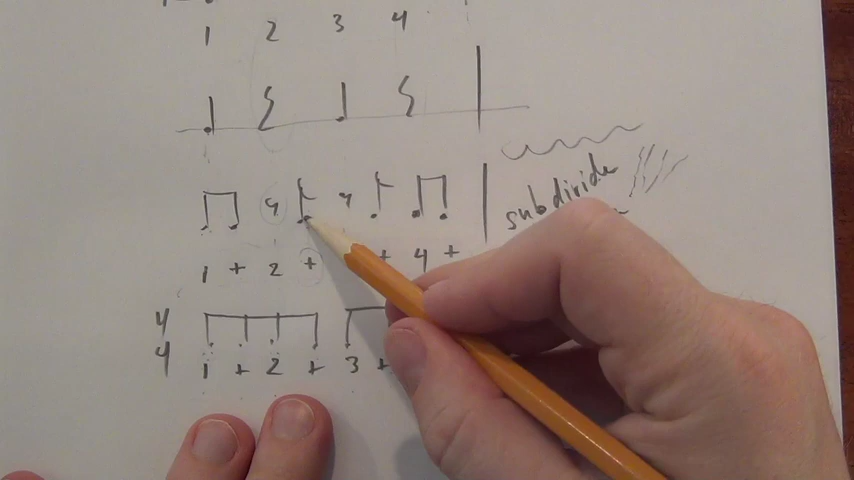 1 2 3 4
subdivide
1 + 2 + + 4 +
4
4
1 + 2 + 3 +